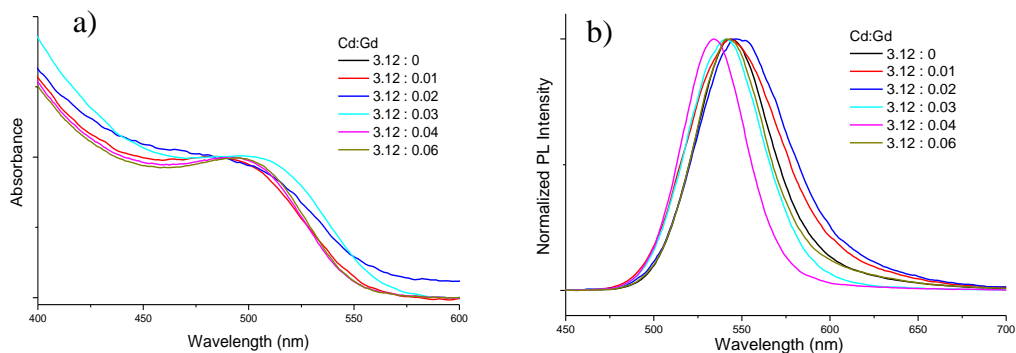 a)
Cd:Gd
3.12 : 0
3.12 : 0.01
3.12 : 0.02
3.12 : 0.03
3.12 : 0.04
3.12 : 0.06
Absorbance
400
450
500
550
600
Wavelength (nm)
b)
Cd:Gd
3.12 : 0
3.12 : 0.01
3.12 : 0.02
3.12 : 0.03
3.12 : 0.04
3.12 : 0.06
Normalized PL Intensity
450
500
550
600
650
700
Wavelength (nm)